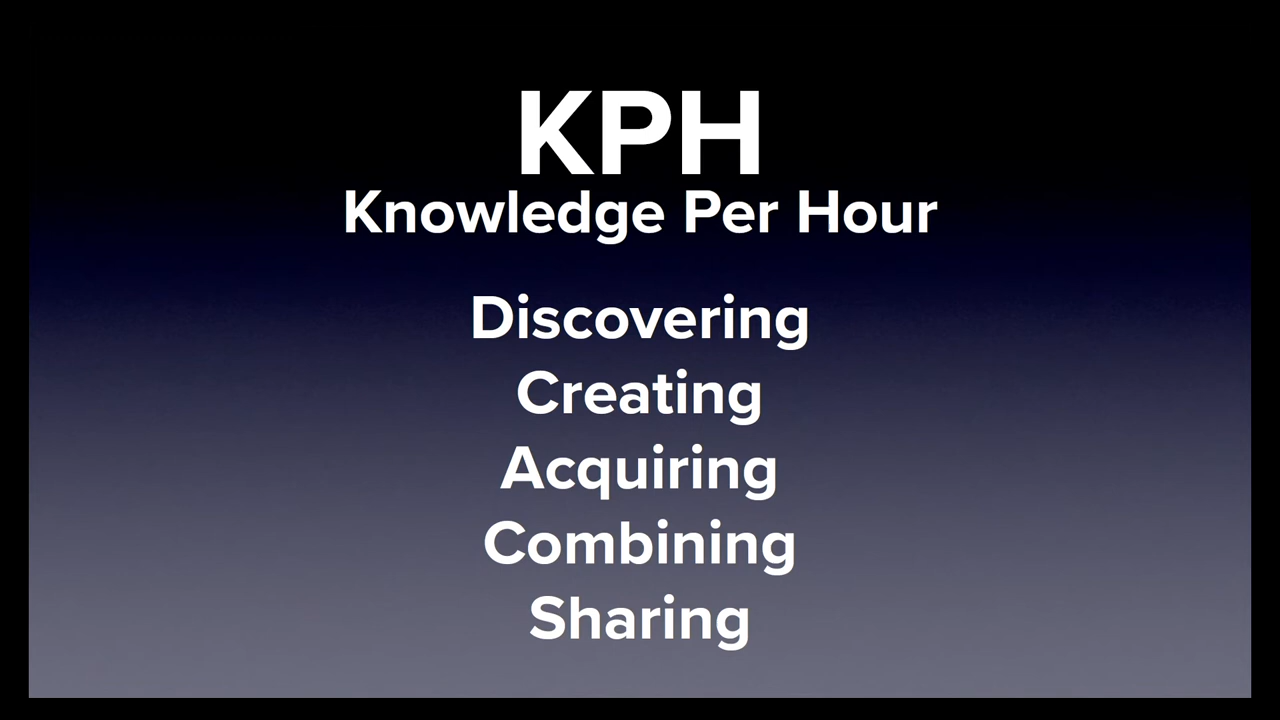 KPH
Knowledge Per Hour
Discovering
Creating
Acquiring
Combining
Sharing